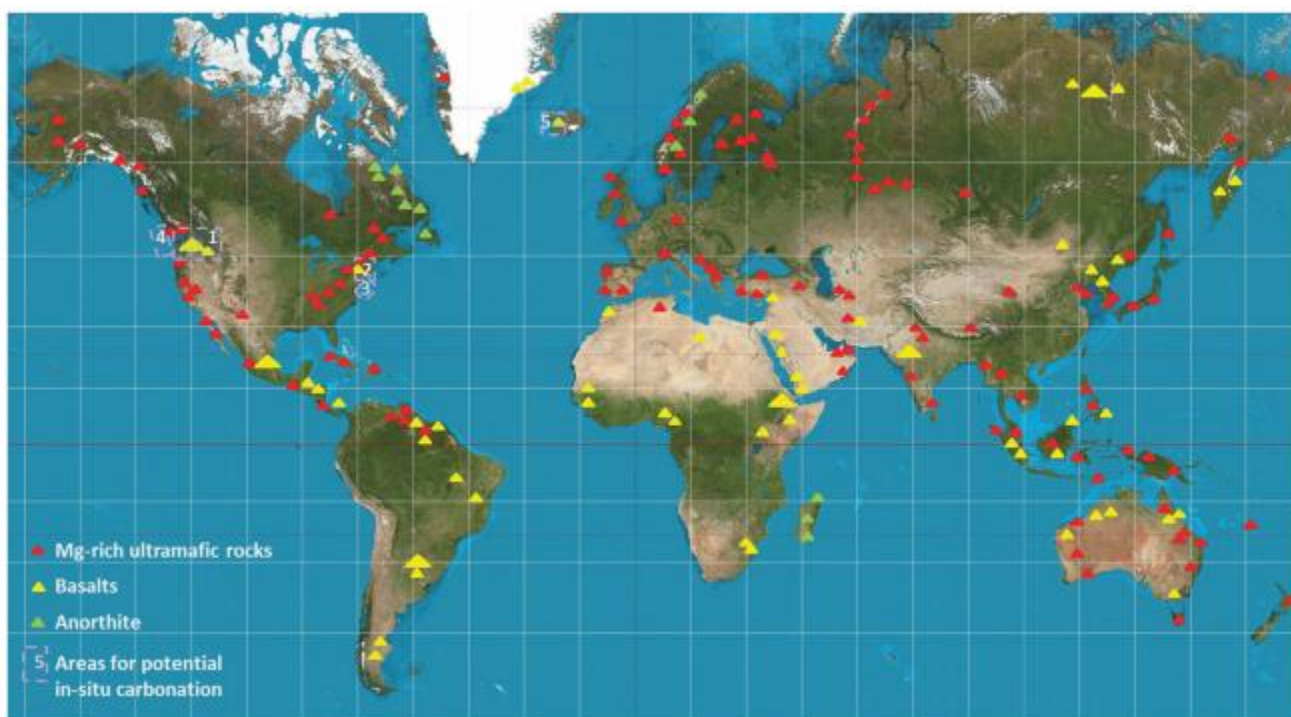 5
4
1
2
3
Mg-rich ultramafic rocks
Basalts
Anorthite
5 Areas for potential
in-situ carbonation